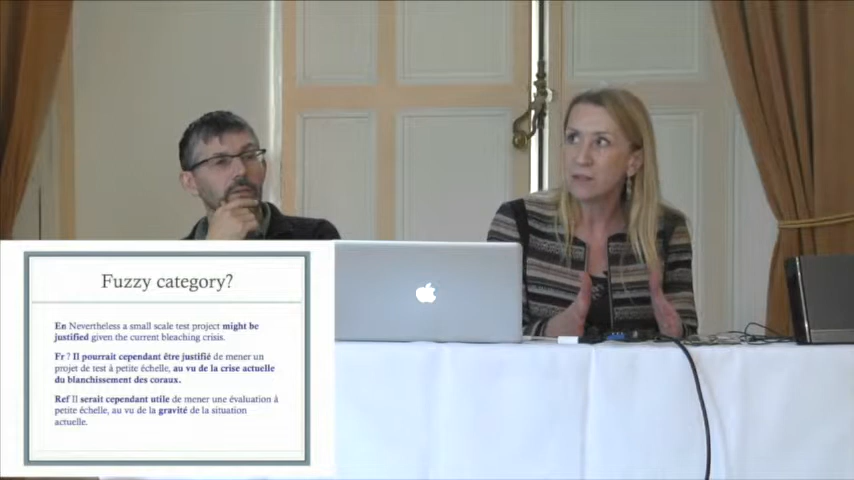 Fuzzy category?
En Nevertheless a small scale test project might be
justified given the current bleaching crisis.
Fr ? Il pourrait cependant être justifié de mener un
projet de test à petite échelle, au vu de la crise actuelle
du blanchissement des coraux.
Ref Il serait cependant utile de mener une évaluation à
petite échelle, au vu de la gravité de la situation
actuelle.